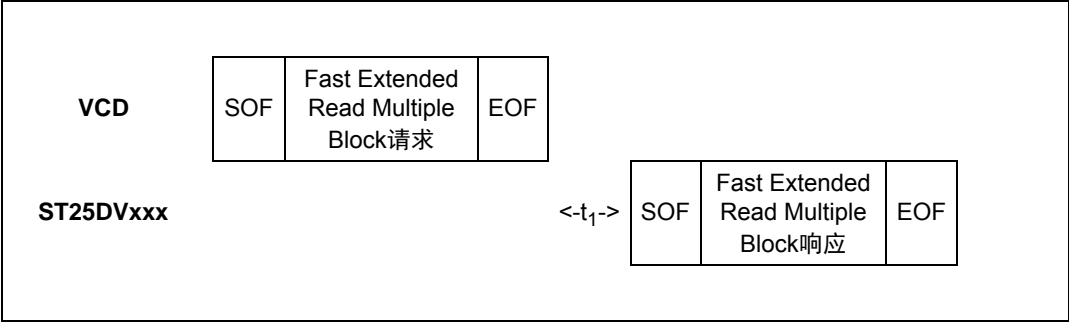 Fast Extended
VCD SOF Read Multiple EOF
Block请求
Fast Extended
ST25DVxxx <-t1-> SOF Read Multiple EOF
Block响应